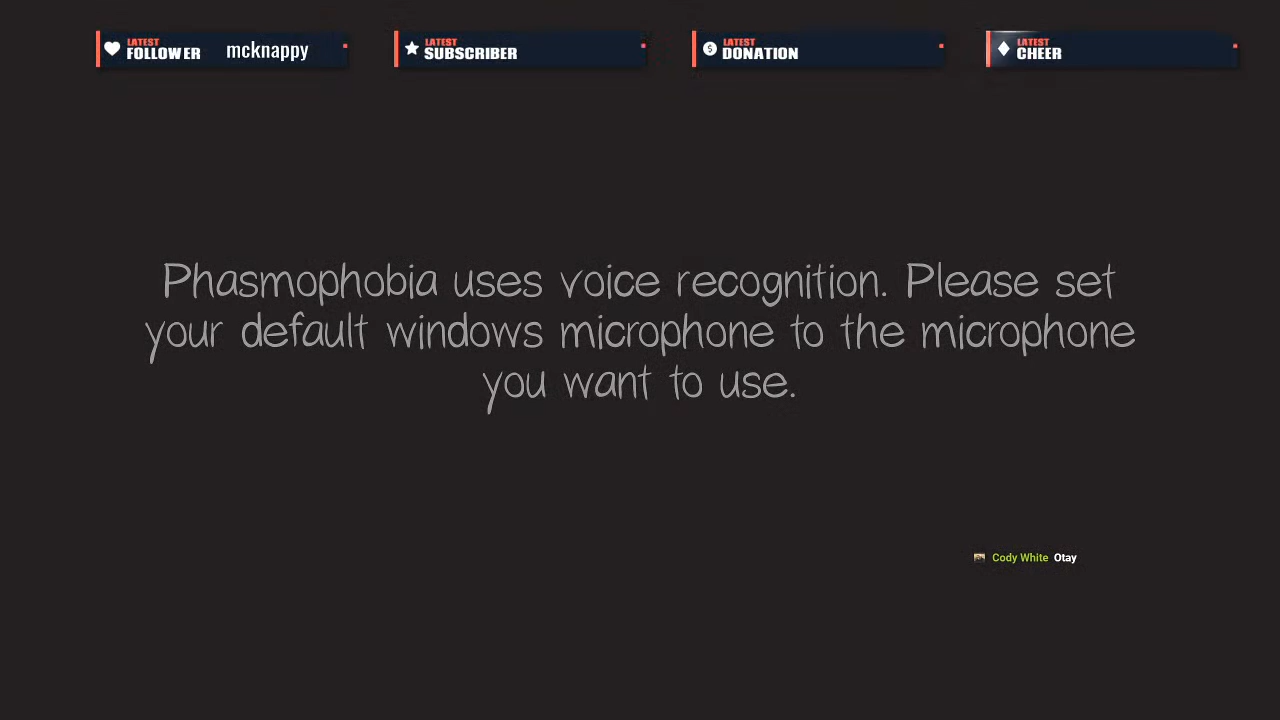 LATEST
FOLLOWER mcknappy
LATEST
SUBSCRIBER
LATEST
DONATION
LATEST
CHEER
Phasmophobia uses voice recognition. Please set
your default windows microphone to the microphone
you want to use.
Cody White Otay